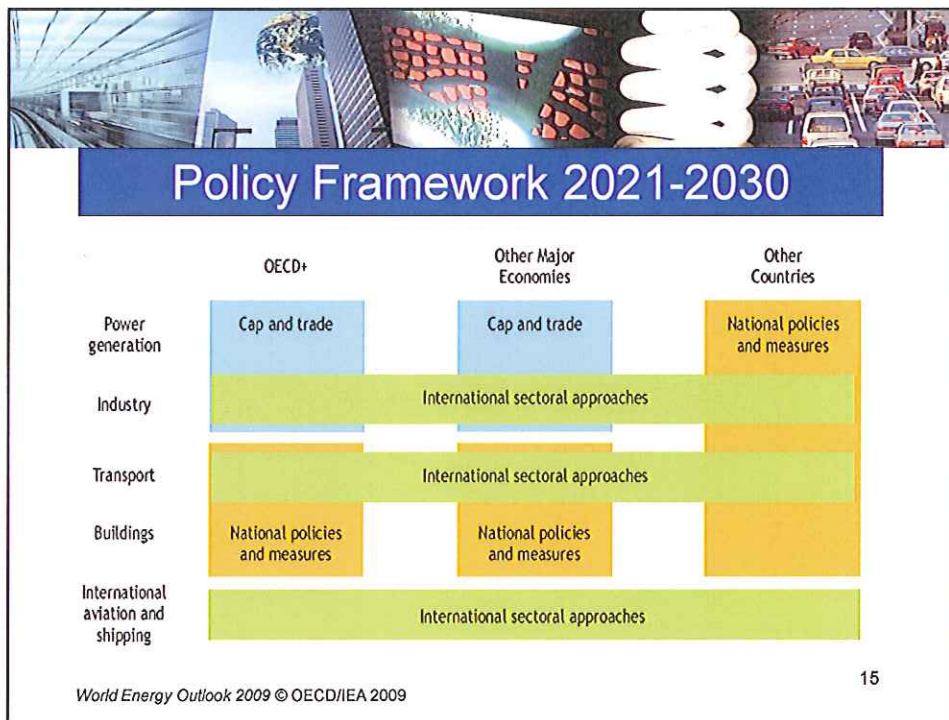 Policy Framework 2021-2030
OECD+
Other Major
Economies
Other
Countries
Power
generation
Cap and trade
Cap and trade
National policies
and measures
Industry
International sectoral approaches
Transport
International sectoral approaches
Buildings
National policies
and measures
National policies
and measures
International
aviation and
shipping
International sectoral approaches
15
World Energy Outlook 2009 © OECD/IEA 2009